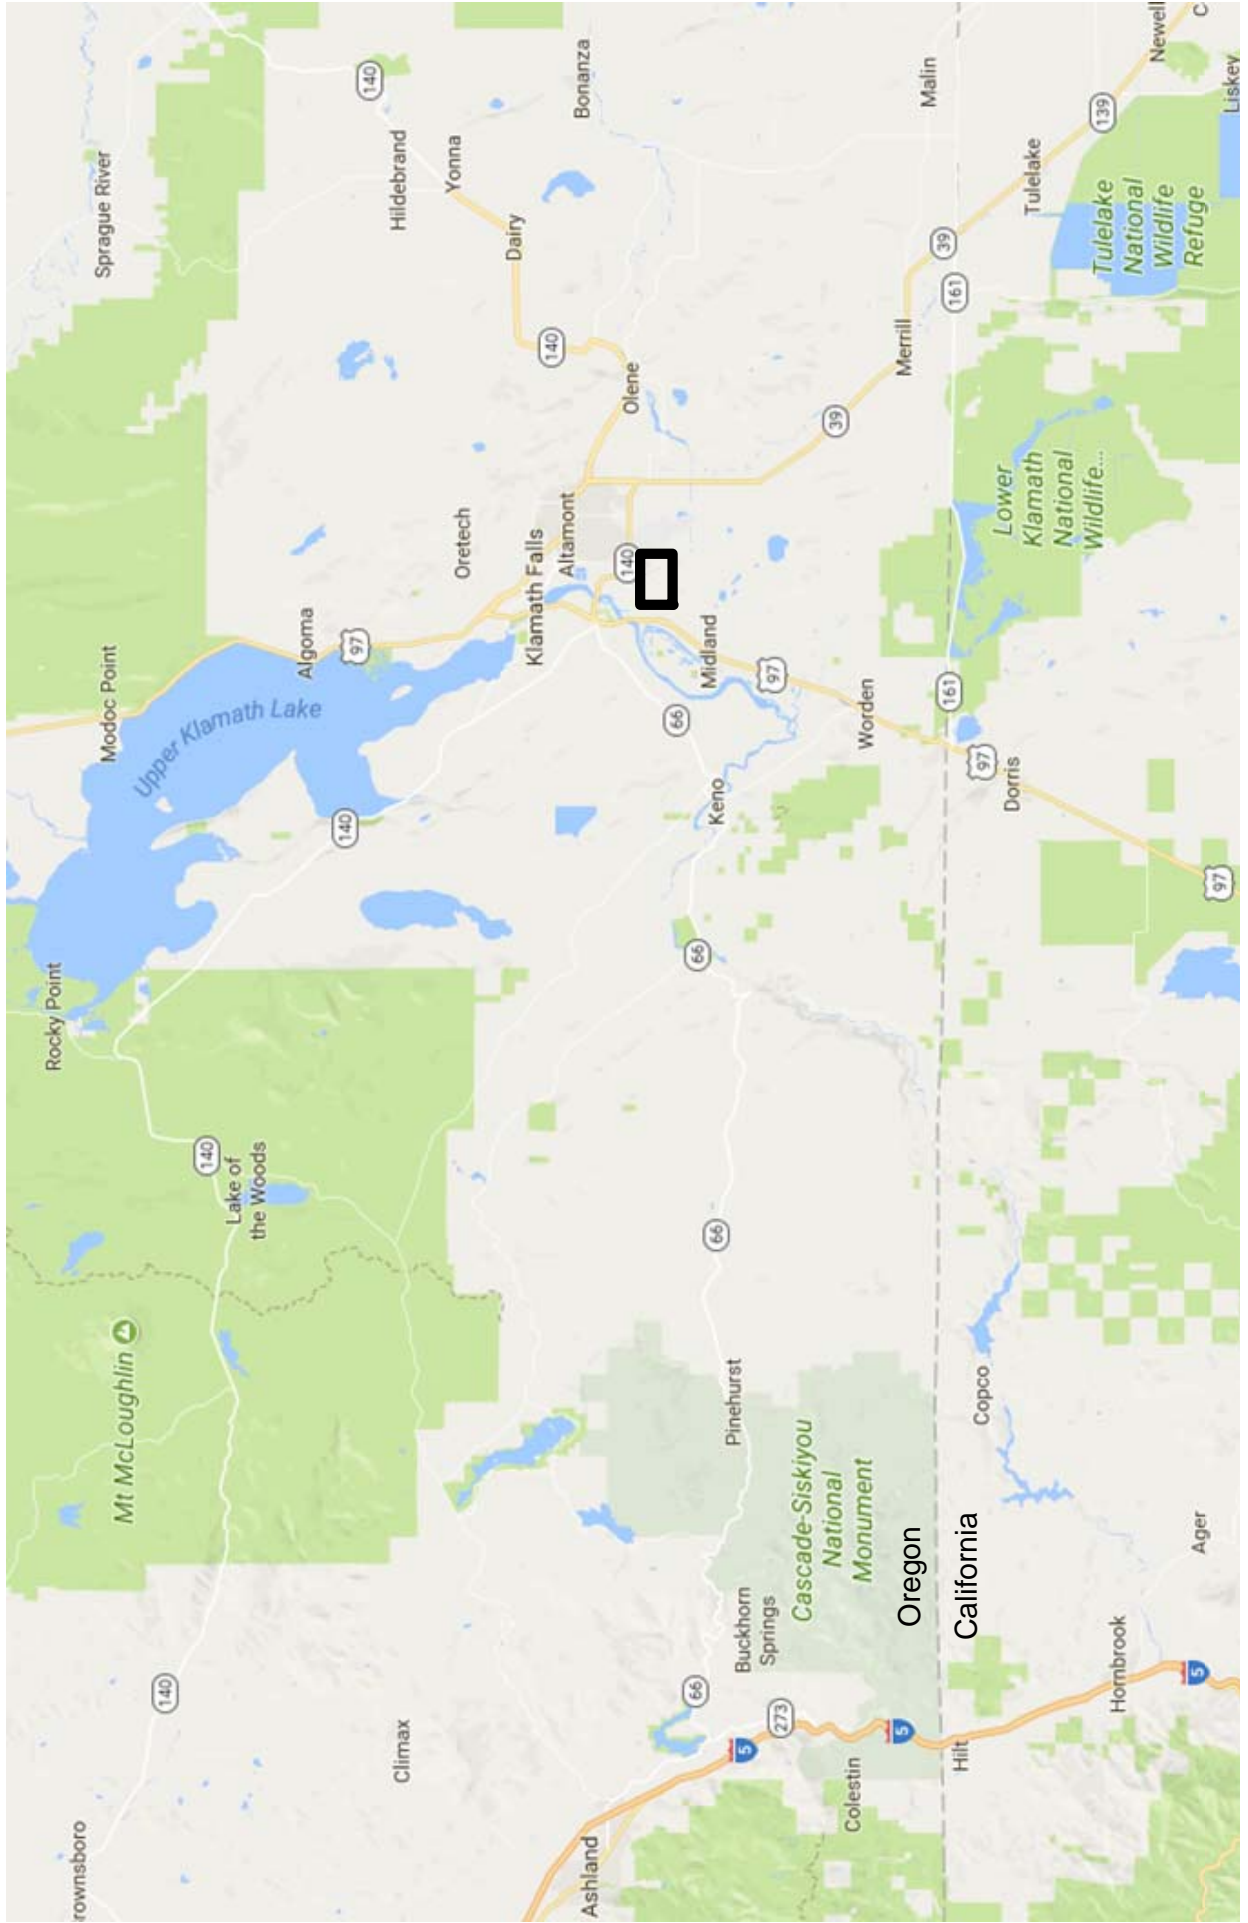 Rocky Point
Modoc Point
Sprague River
rownsboro
Mt McLoughlin
140
140
Upper Klamath Lake
Lake of
the Woods
Algoma
140
97
140
Climax
Hildebrand
Yonna
Oretech
Dairy
Klamath Falls
Altamont
140
Bonanza
Ashland
140
Olene
66
66
66
66
Keno
Midland
Pinehurst
Buckhorn
Springs
5
273
97
Cascade-Siskiyou
National
Monument
39
Colestin
Worden
5
Oregon
Merrill
Malin
39
161
161
California
Hilt
Copco
97
Dorris
Lower
Klamath
National
Wildlife...
Tulelake
139
Tulelake
National
Wildlife
Refuge
Hornbrook
Newell
5
Ager
97
C
Liskey